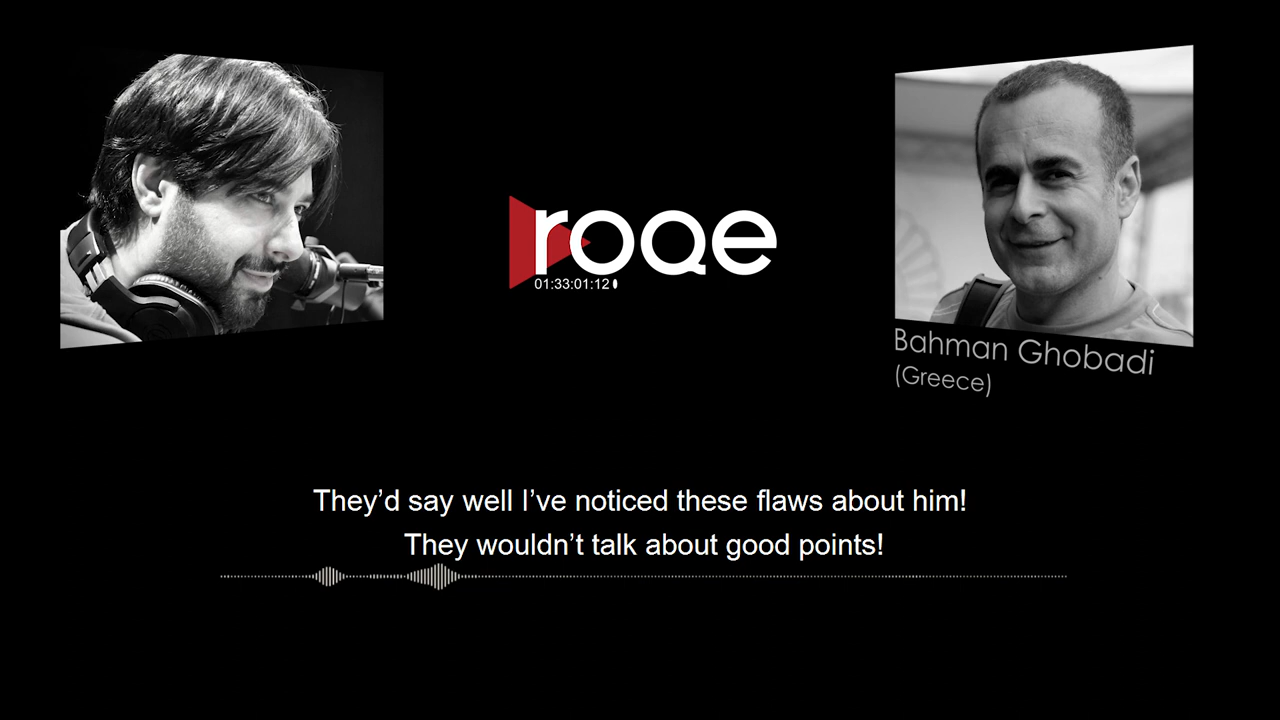 roqe
01:33:01:12
Bahman Ghobadi
(Greece)
They’d say well I’ve noticed these flaws about him!
They wouldn’t talk about good points!